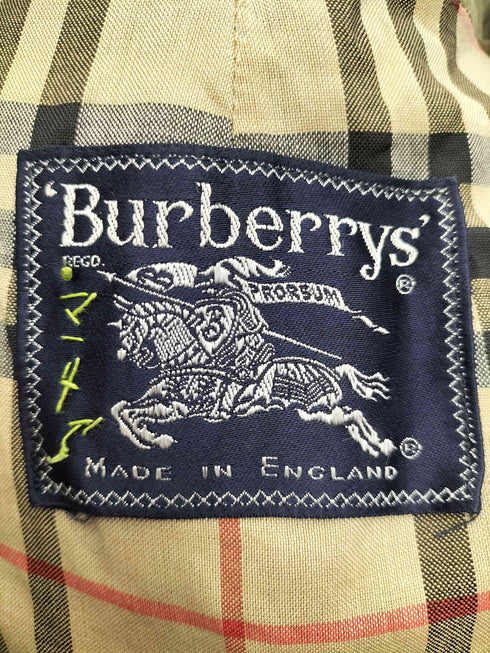 'Burberrys'®
REGD.
PRORSUM
®
MADE IN ENGLAND